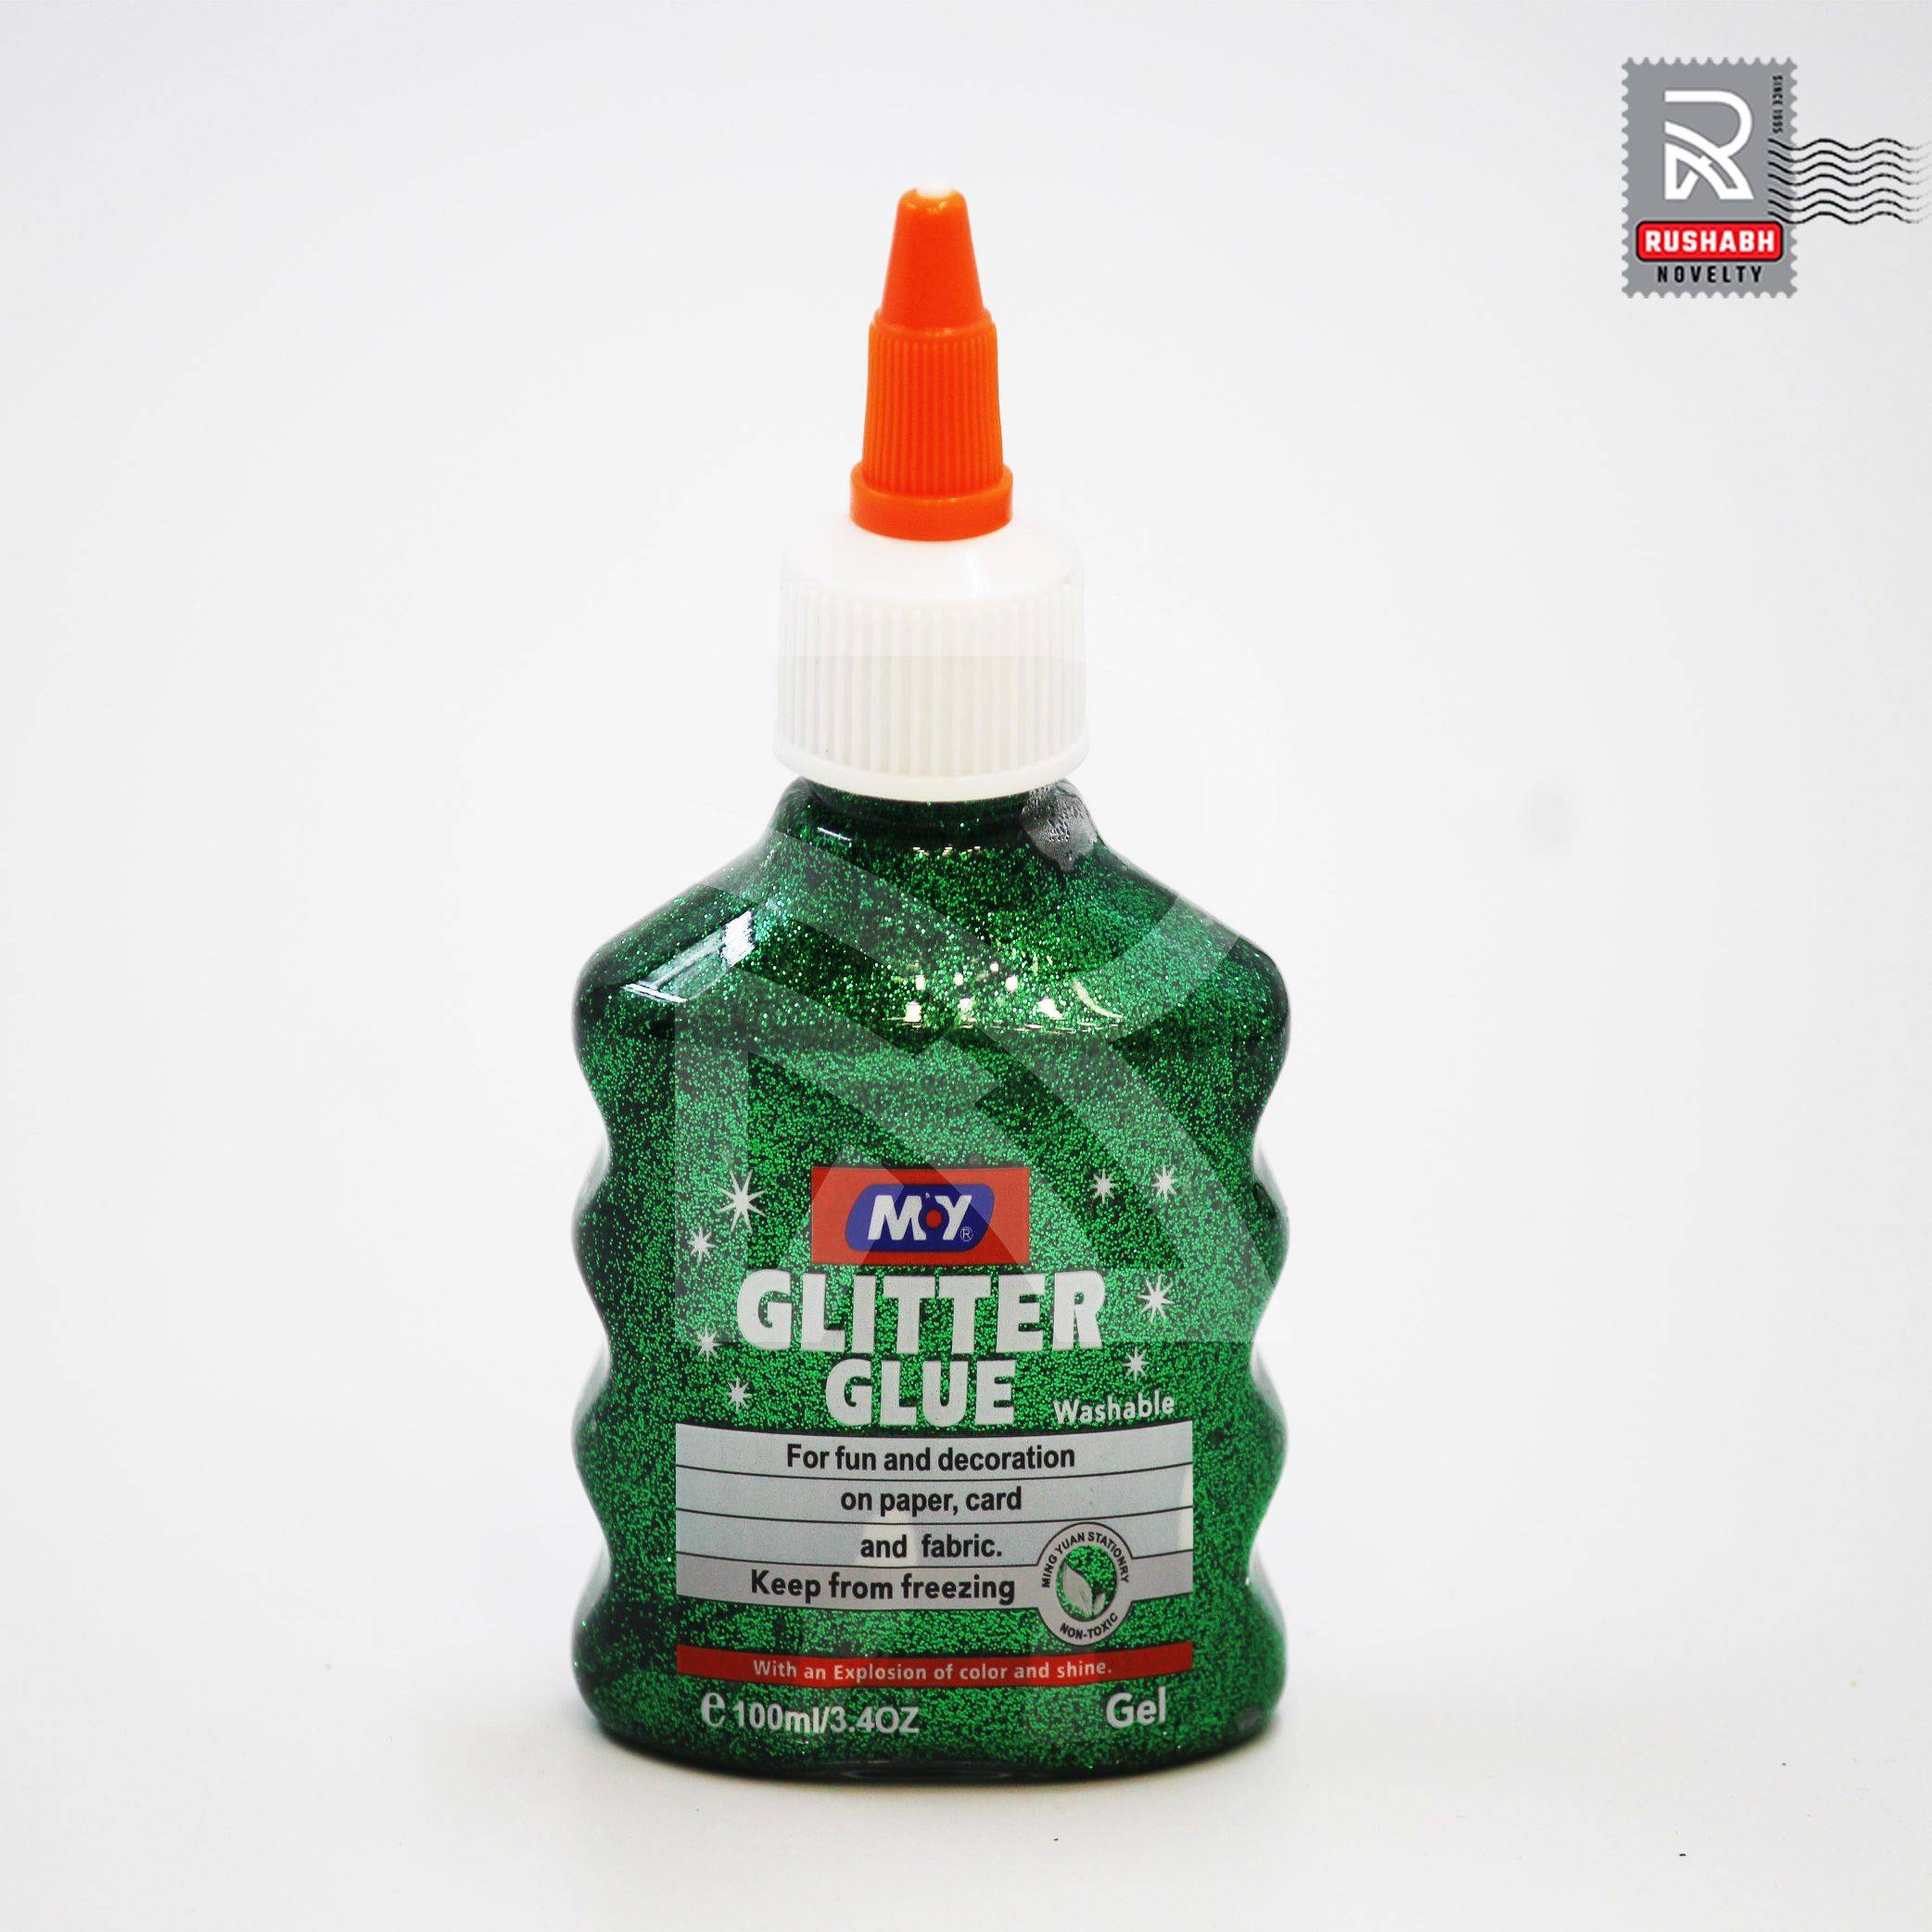 SINCE 1995
R
RUSHABH
NOVELTY
M·Y®
GLITTER
GLUE Washable
For fun and decoration
on paper, card
and fabric.
Keep from freezing
MING YUAN STATIONRY
NON-TOXIC
With an Explosion of color and shine.
e 100ml/3.4OZ Gel